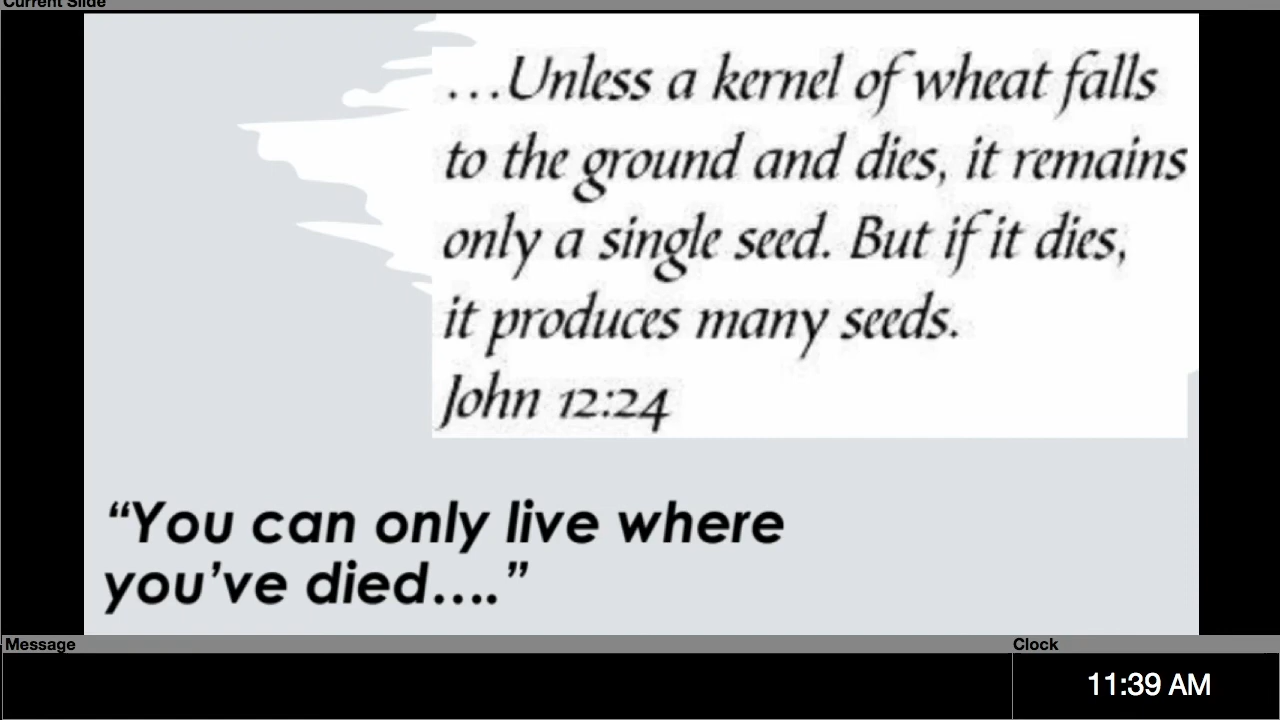 Current Slide
...Unless a kernel of wheat falls
to the ground and dies, it remains
only a single seed. But if it dies,
it produces many seeds.
John 12:24
“You can only live where
you’ve died....”
Message
Clock
11:39 AM